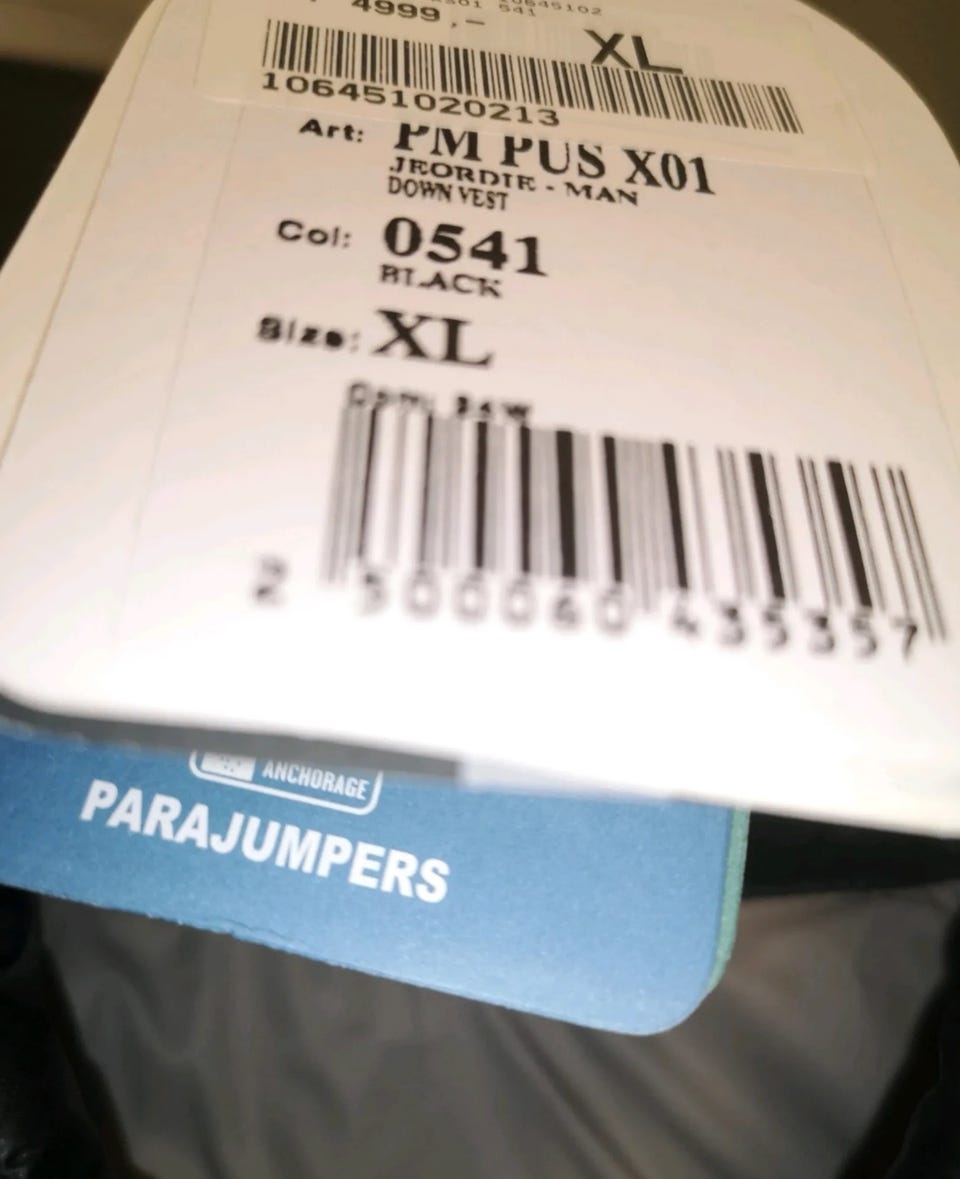 541
4999,–
XL
106451020213
Art: PM PUS X01
JEORDIE - MAN
DOWN VEST
Col: 0541
BLACK
Size: XL
2 500060 435357
ANCHORAGE
PARAJUMPERS